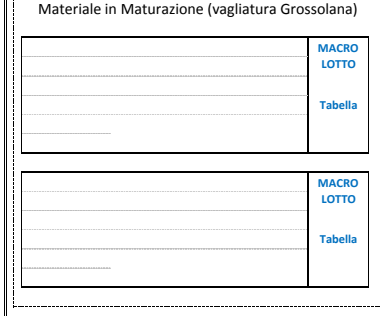 Materiale in Maturazione (vagliatura Grossolana)
MACRO
LOTTO
Tabella
MACRO
LOTTO
Tabella